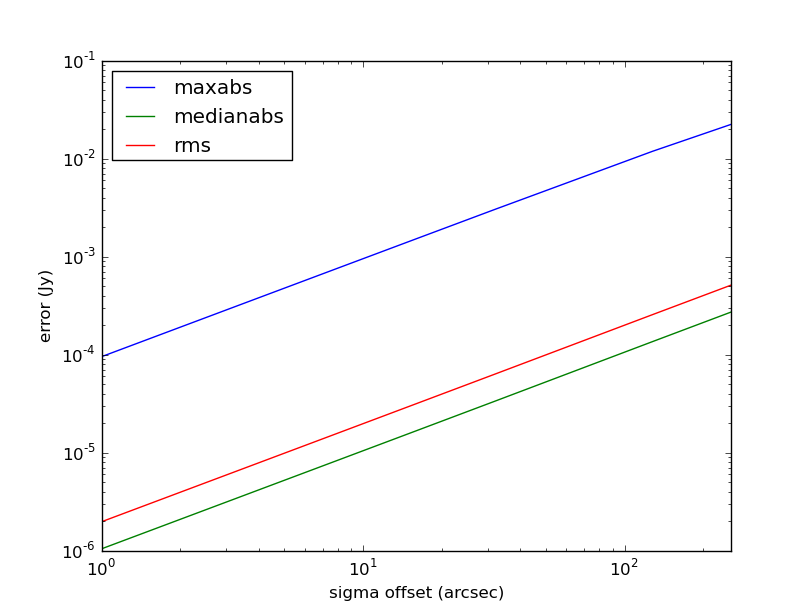 10^-1
maxabs
medianabs
rms
10^-2
10^-3
error (Jy)
10^-4
10^-5
10^-6
10^0 10^1 10^2
sigma offset (arcsec)